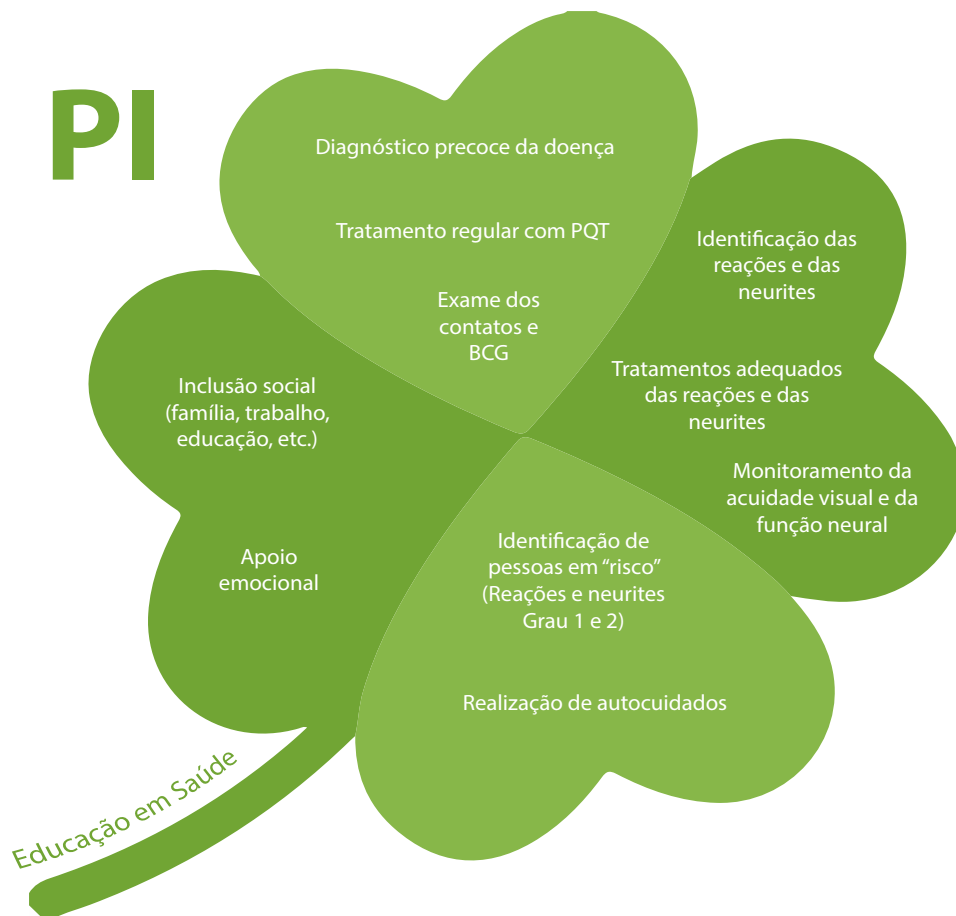 PI
Diagnóstico precoce da doença
Tratamento regular com PQT
Exame dos
contatos e
BCG
Identificação das
reações e das
neurites
Tratamentos adequados
das reações e das
neurites
Monitoramento da
acuidade visual e da
função neural
Inclusão social
(família, trabalho,
educação, etc.)
Apoio
emocional
Identificação de
pessoas em “risco”
(Reações e neurites
Grau 1 e 2)
Realização de autocuidados
Educação em Saúde